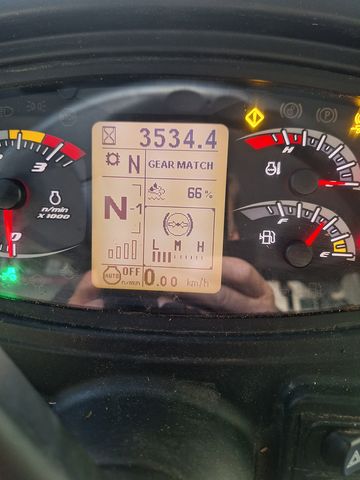 3534.4
N GEAR MATCH
66 %
N-1
L M H
AUTO OFF
n/min 0.00 km/h
3
n/min
X 1000
0
H
F
E
P